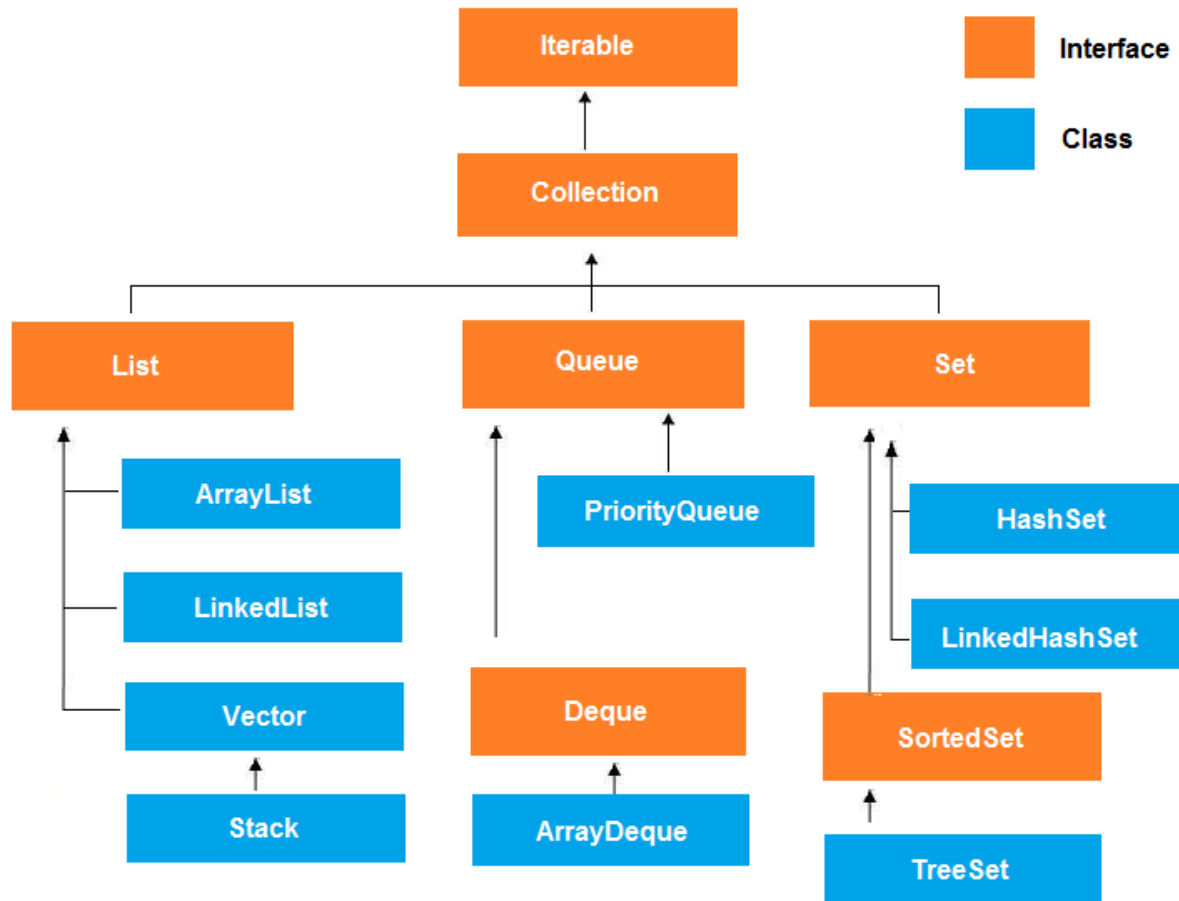 Iterable
Interface
Class
Collection
List
Queue
Set
ArrayList
PriorityQueue
HashSet
LinkedList
LinkedHashSet
Vector
Deque
SortedSet
Stack
ArrayDeque
TreeSet